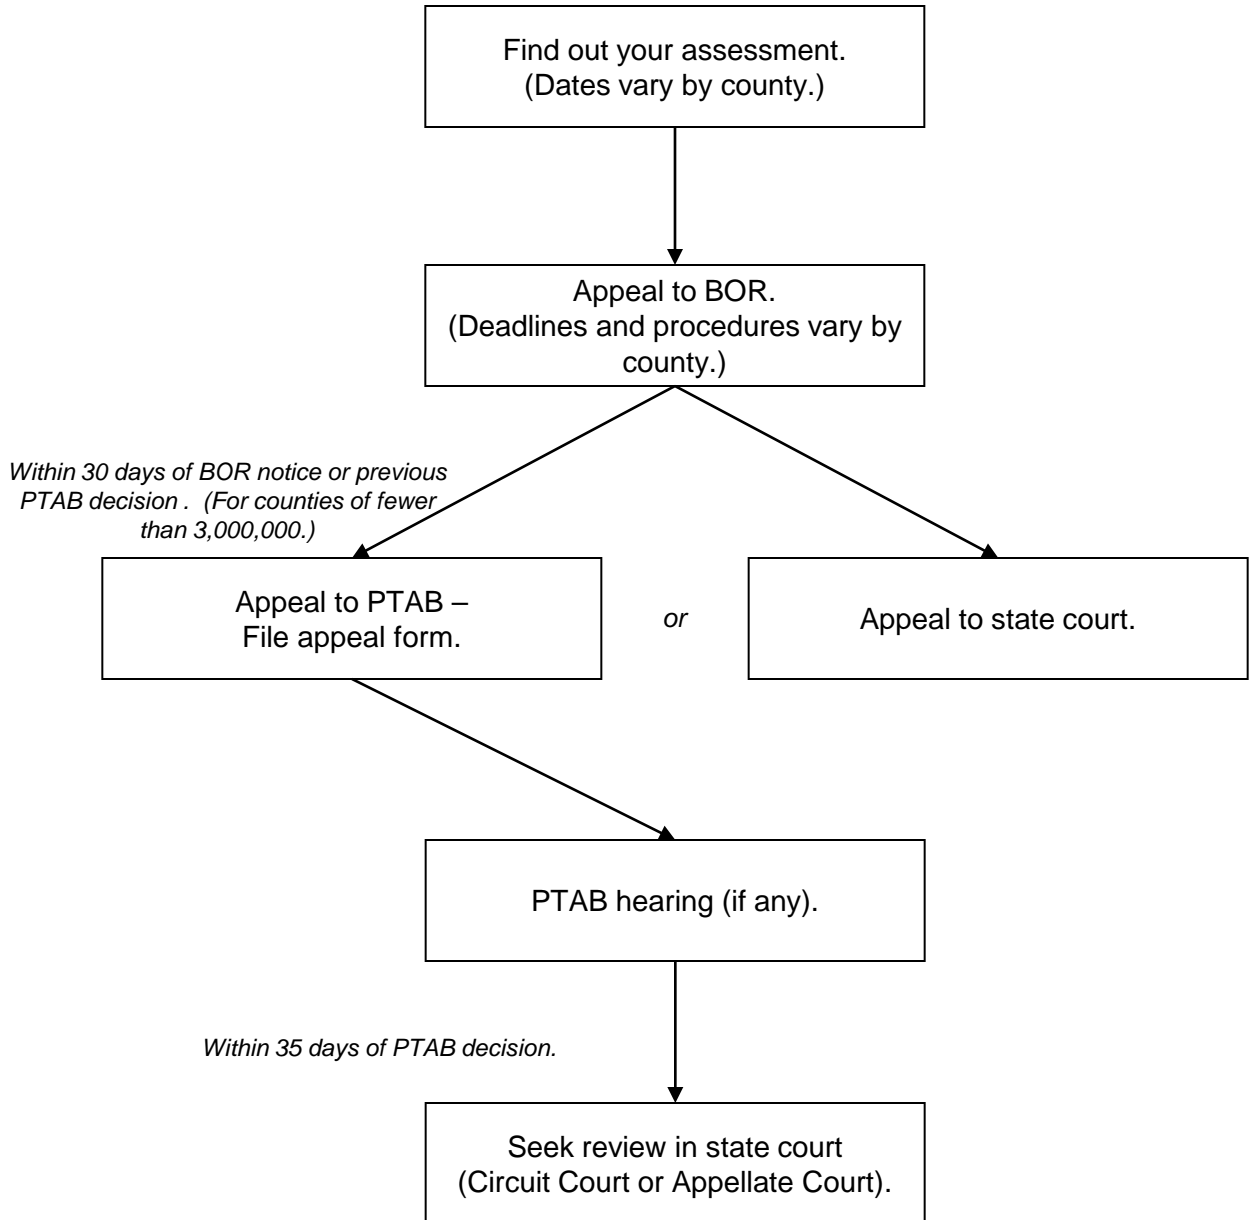 Find out your assessment.
(Dates vary by county.)
Appeal to BOR.
(Deadlines and procedures vary by
county.)
Within 30 days of BOR notice or previous
PTAB decision . (For counties of fewer
than 3,000,000.)
Appeal to PTAB –
File appeal form.
or
Appeal to state court.
PTAB hearing (if any).
Within 35 days of PTAB decision.
Seek review in state court
(Circuit Court or Appellate Court).